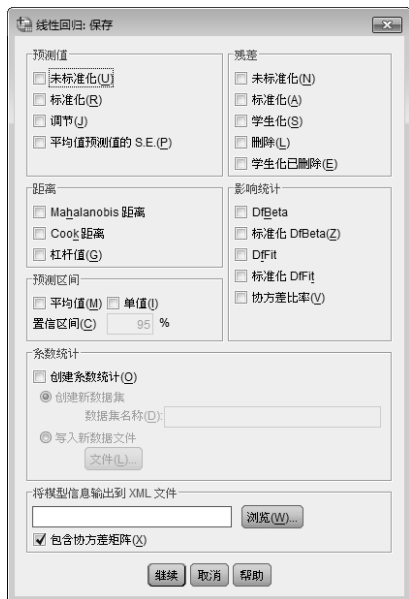 线性回归: 保存
预测值
未标准化(U)
标准化(R)
调节(J)
平均值预测值的 S.E.(P)
残差
未标准化(N)
标准化(A)
学生化(S)
删除(L)
学生化已删除(E)
距离
Mahalanobis 距离
Cook 距离
杠杆值(G)
影响统计
DfBeta
标准化 DfBeta(Z)
DfFit
标准化 DfFit
协方差比率(V)
预测区间
平均值(M) 单值(I)
置信区间(C) 95 %
系数统计
创建系数统计(O)
创建新数据集
数据集名称(D):
写入新数据文件
文件(L)...
将模型信息输出到 XML 文件
浏览(W)...
包含协方差矩阵(X)
继续 取消 帮助